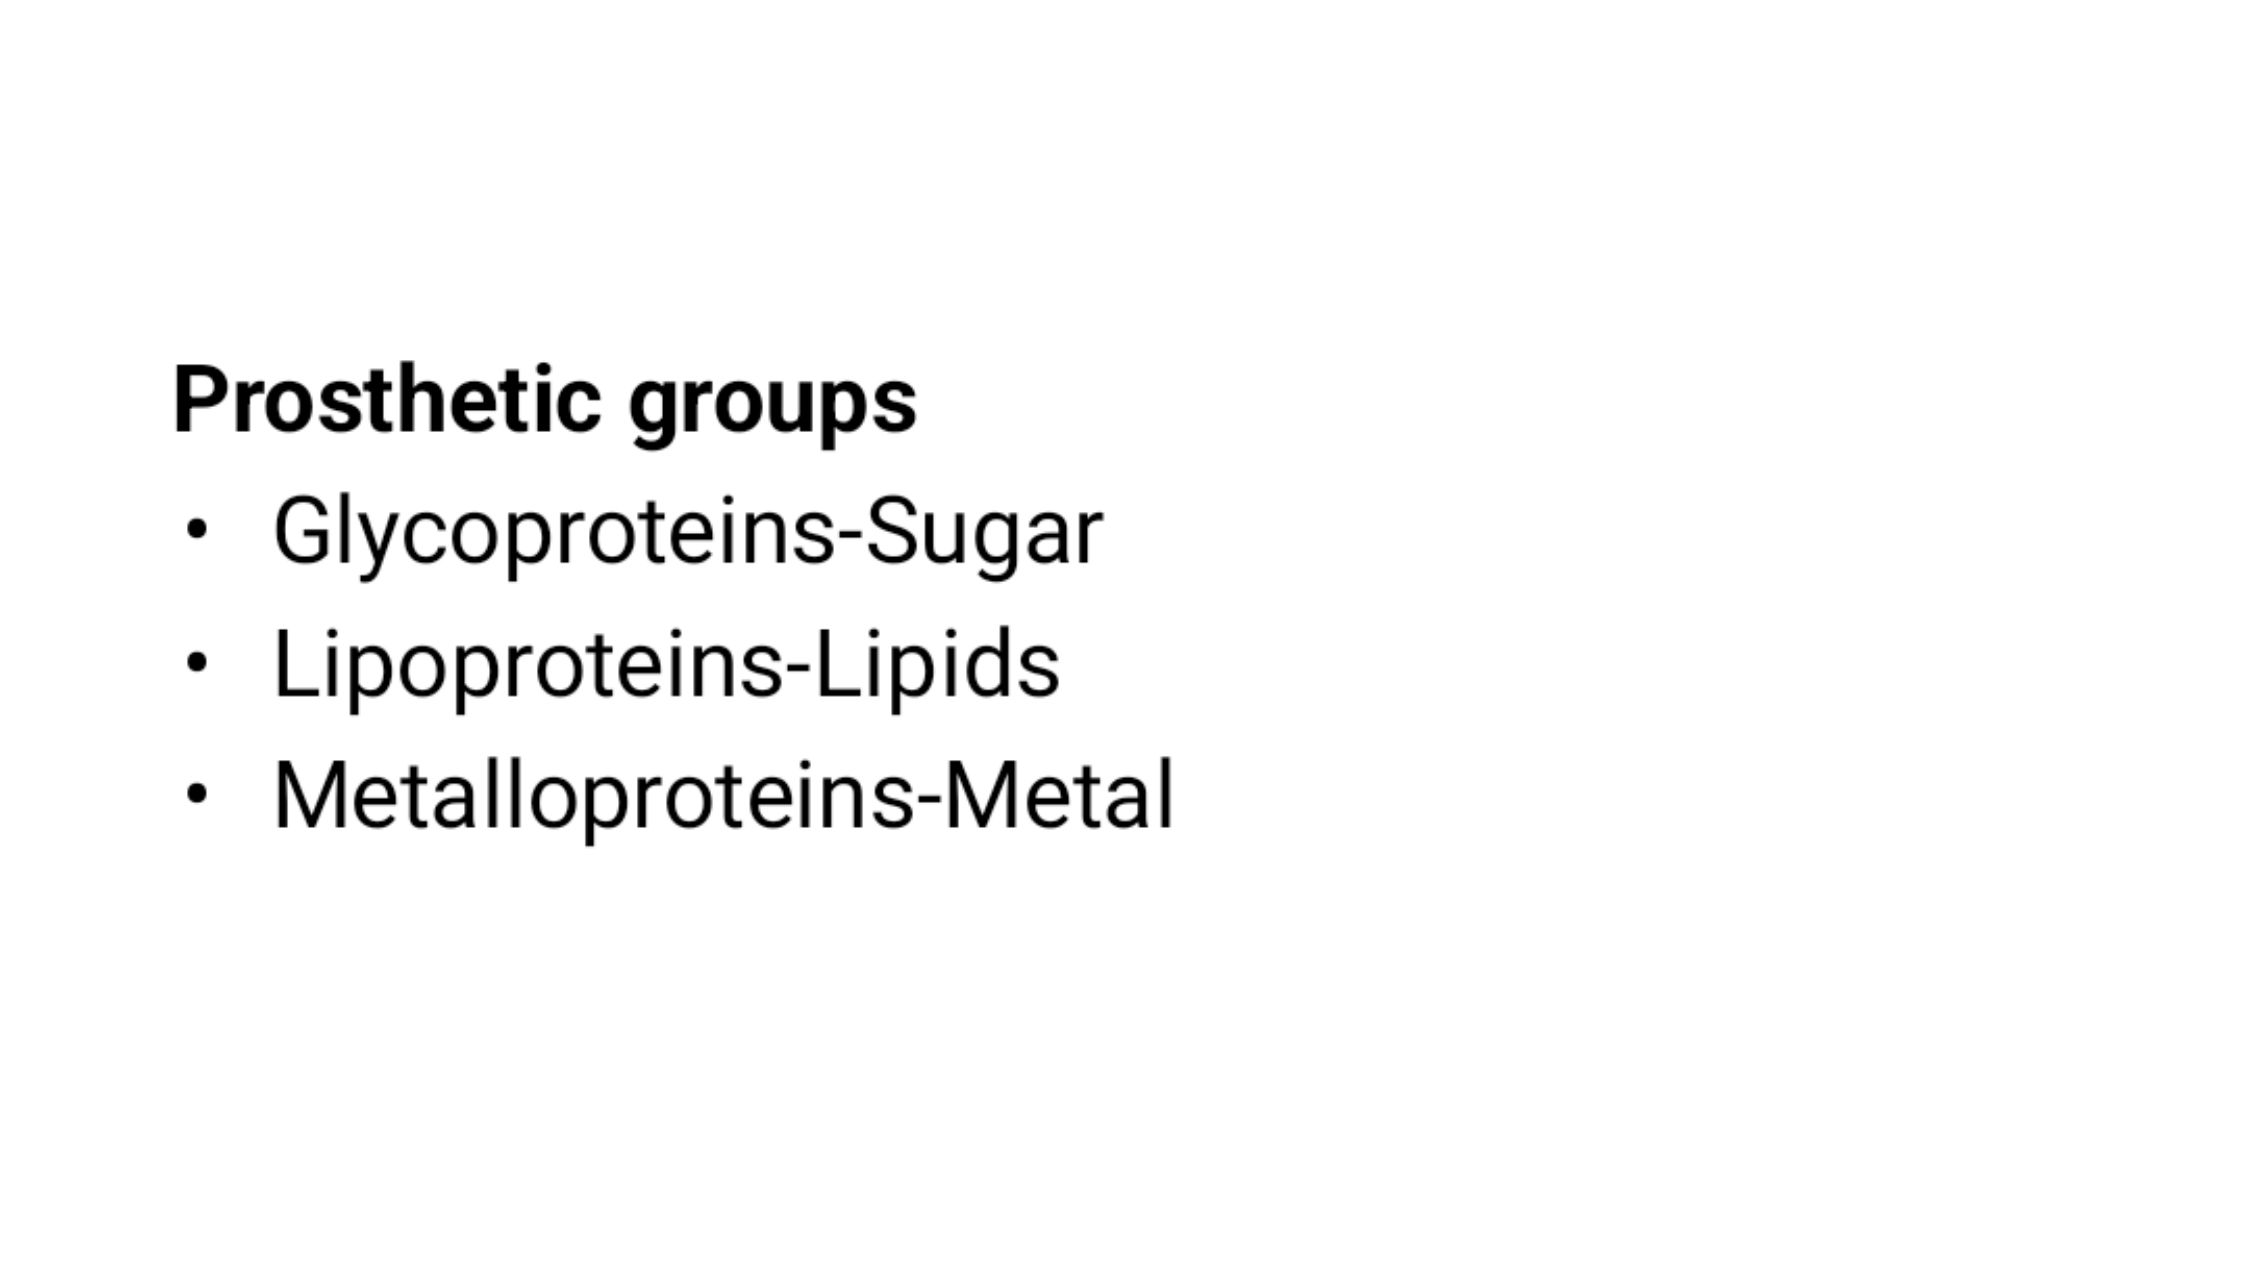 Prosthetic groups
• Glycoproteins-Sugar
• Lipoproteins-Lipids
• Metalloproteins-Metal